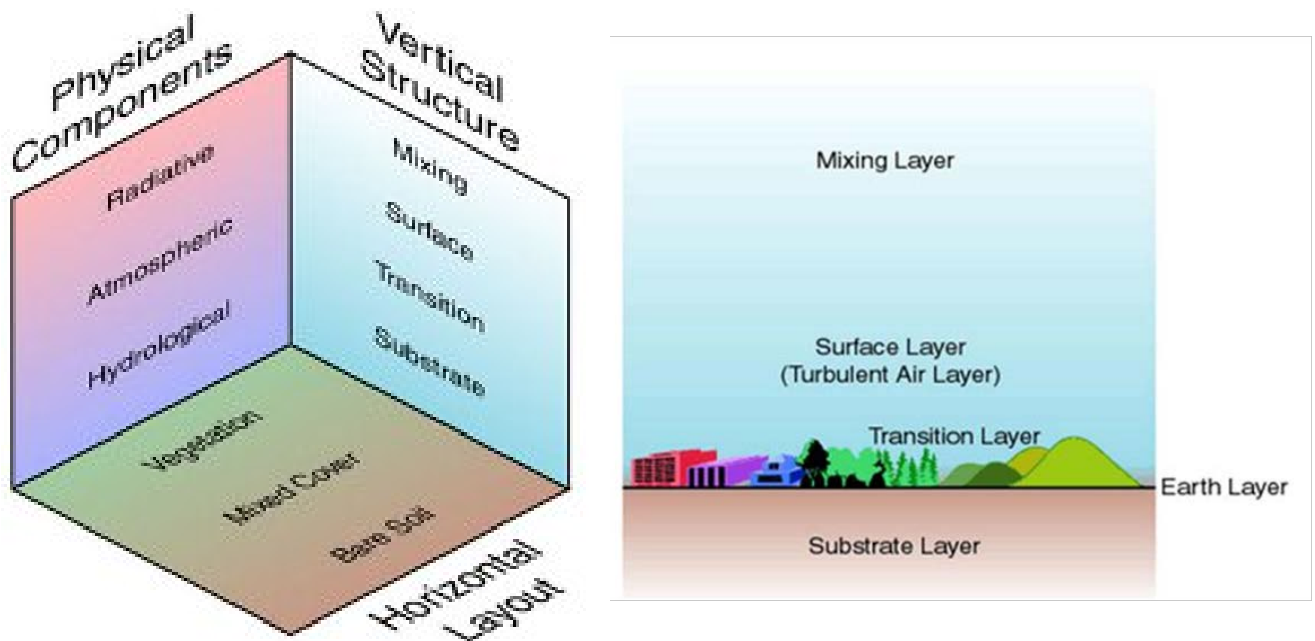 Physical
Components
Radiative
Atmospheric
Hydrological
Vertical
Structure
Mixing
Surface
Transition
Substrate
Vegetation
Mixed Cover
Bare Soil
Horizontal
Layout
Mixing Layer
Surface Layer
(Turbulent Air Layer)
Transition Layer
Earth Layer
Substrate Layer